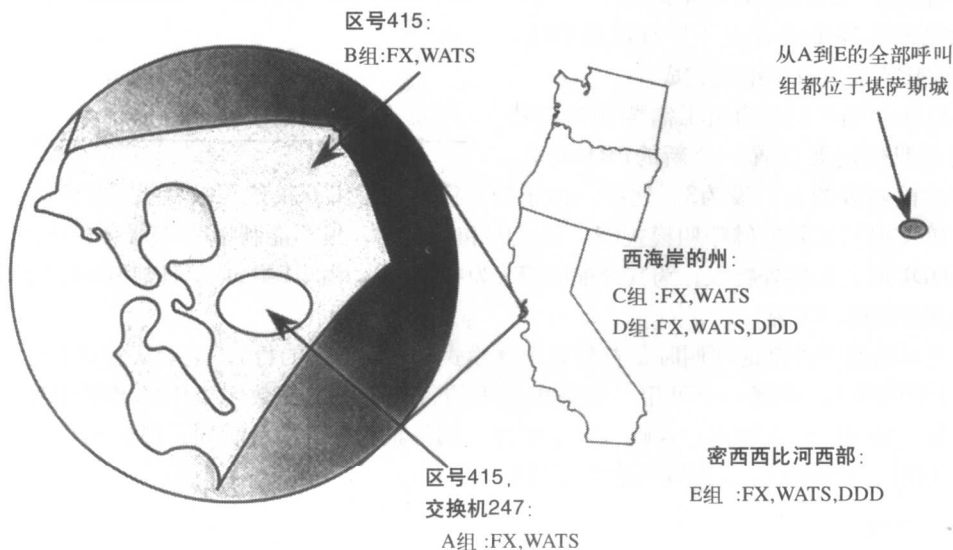 区号415:
B组:FX,WATS
从A到E的全部呼叫
组都位于堪萨斯城
西海岸的州:
C组 :FX,WATS
D组:FX,WATS,DDD
密西西比河西部:
E组 :FX,WATS,DDD
区号415,
交换机247:
A组 :FX,WATS